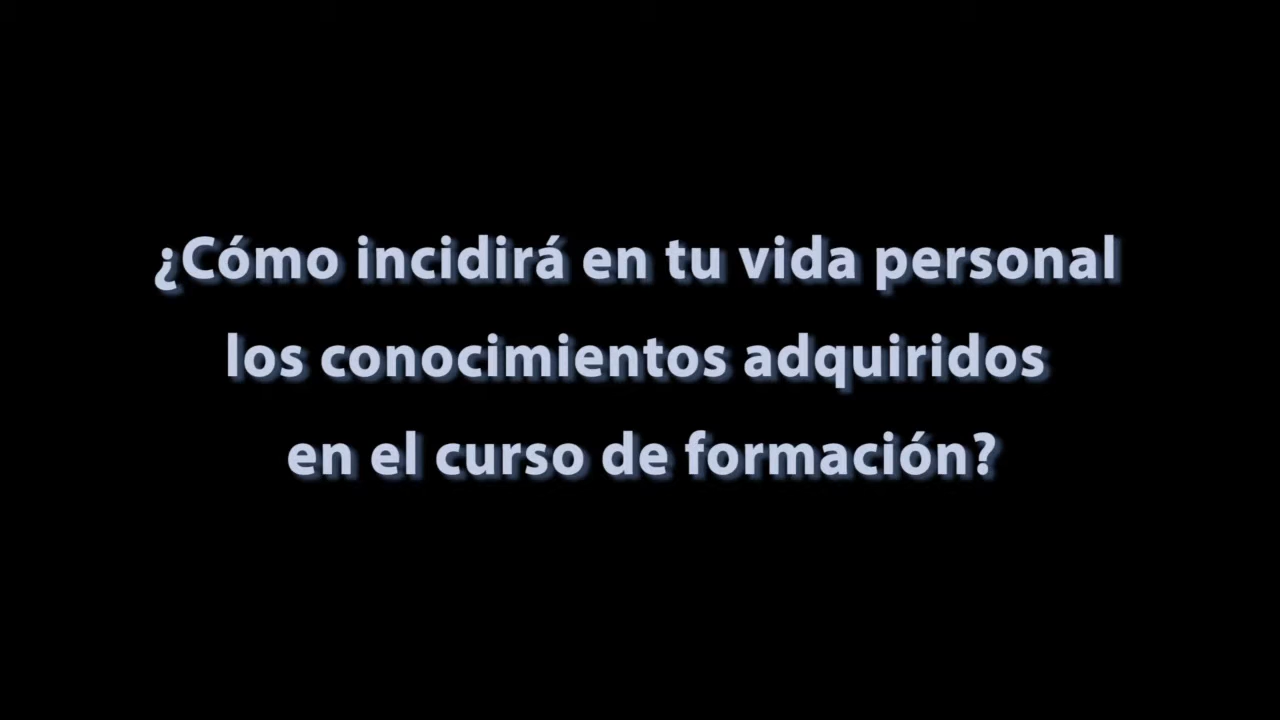 ¿Cómo incidirá en tu vida personal
los conocimientos adquiridos
en el curso de formación?